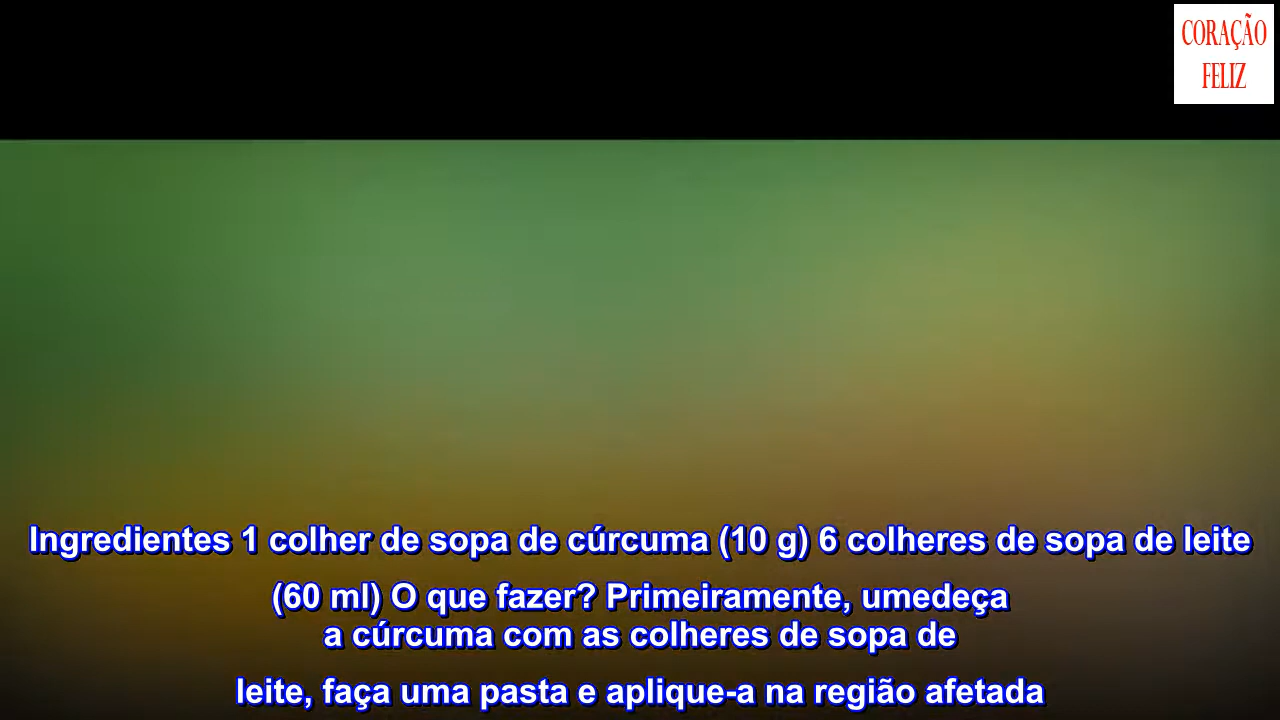 CORAÇÃO
FELIZ
Ingredientes 1 colher de sopa de cúrcuma (10 g) 6 colheres de sopa de leite
(60 ml) O que fazer? Primeiramente, umedeça
a cúrcuma com as colheres de sopa de
leite, faça uma pasta e aplique-a na região afetada